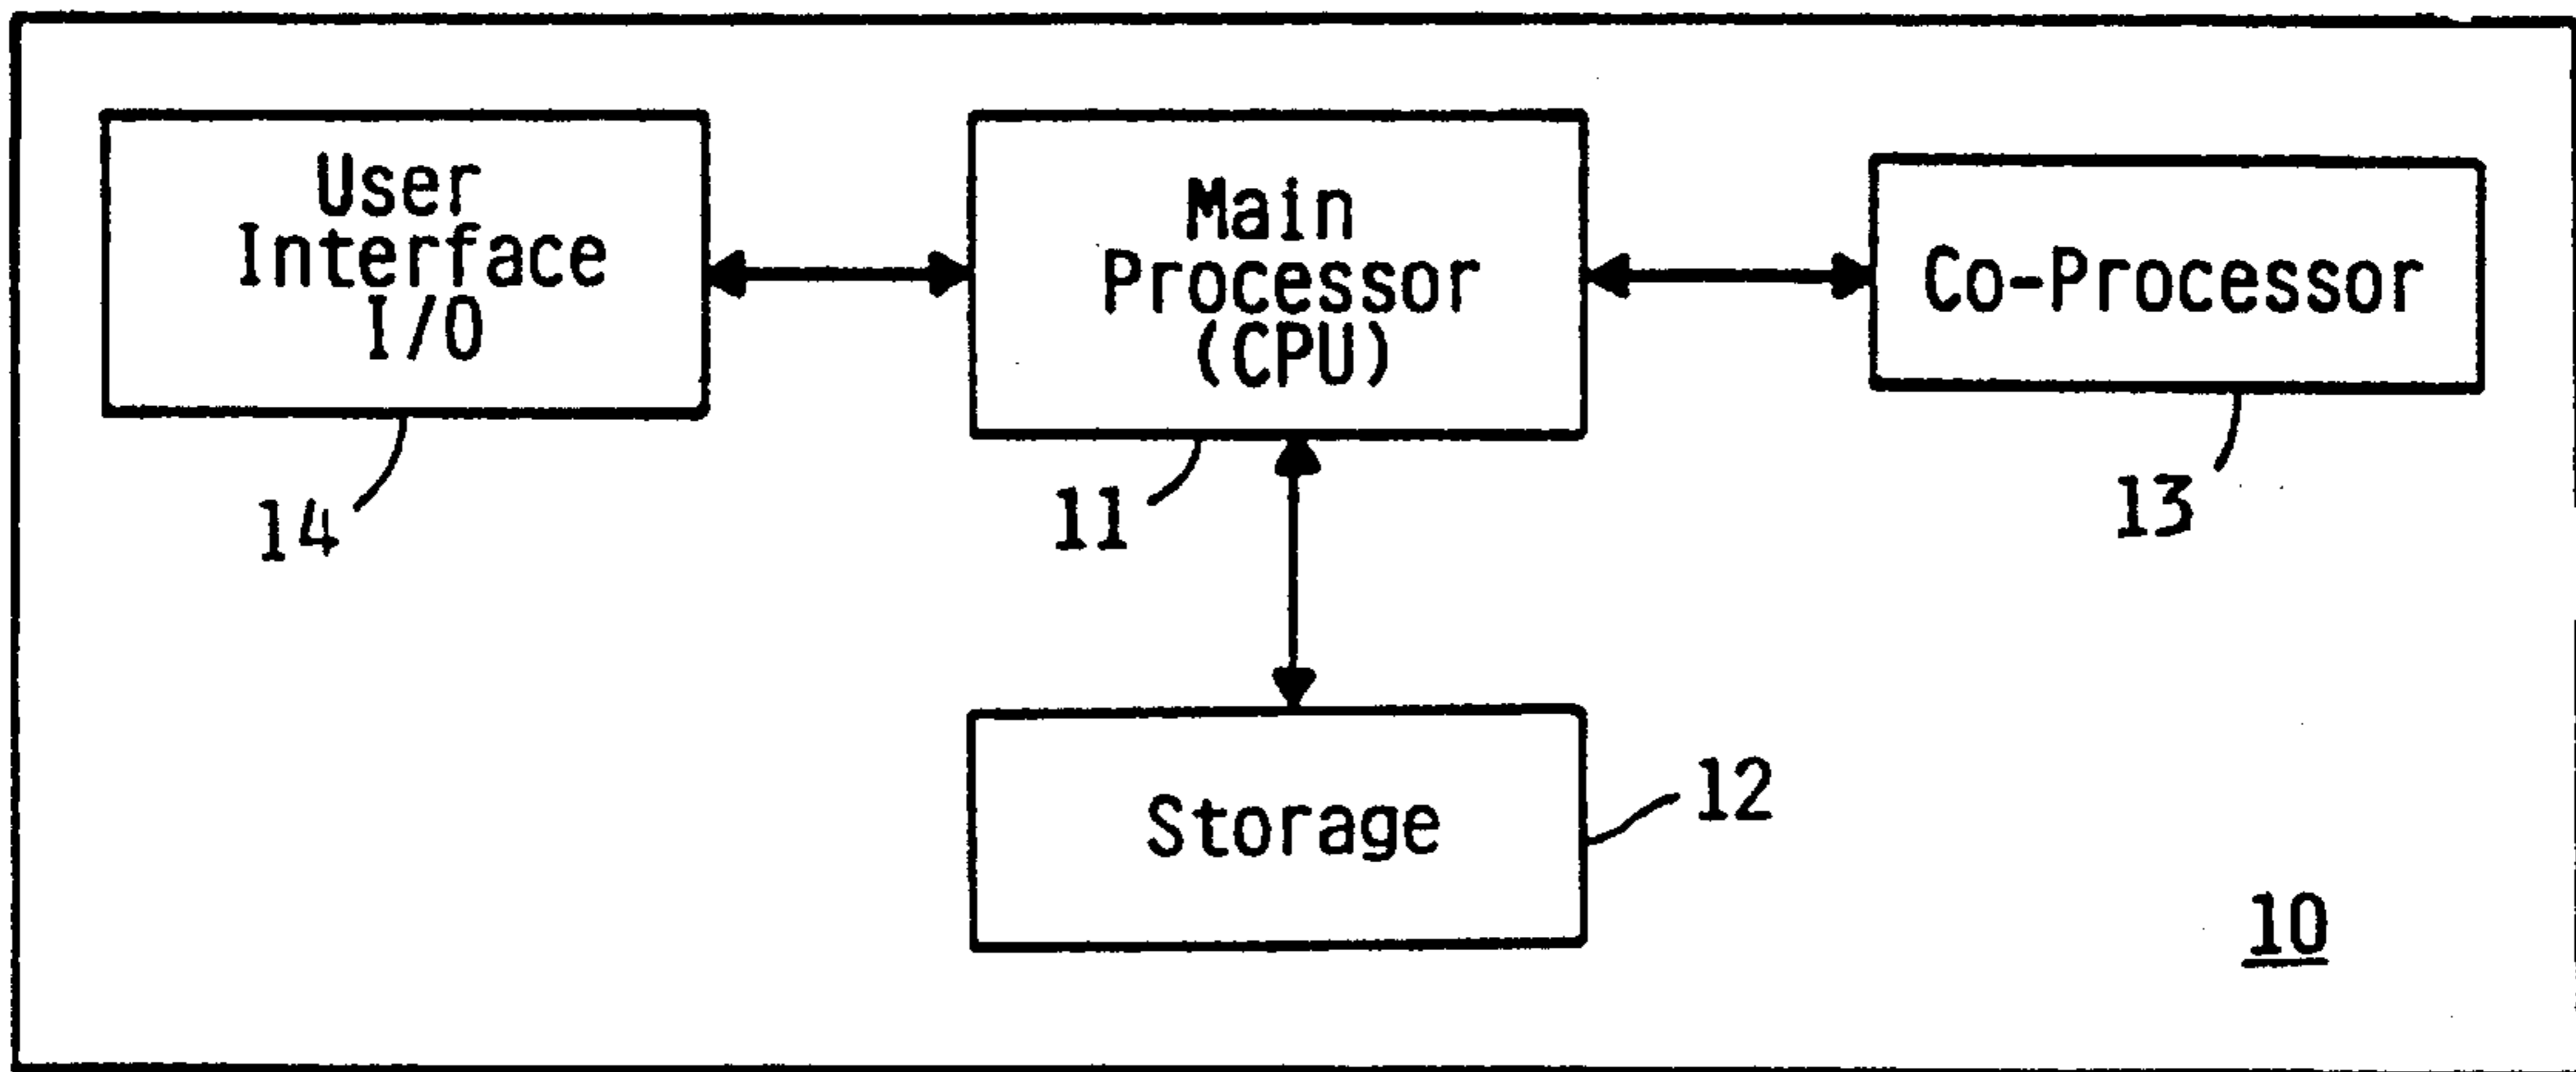 User
Interface
I/O
14
Main
Processor
(CPU)
11
Co-Processor
13
Storage
12
10